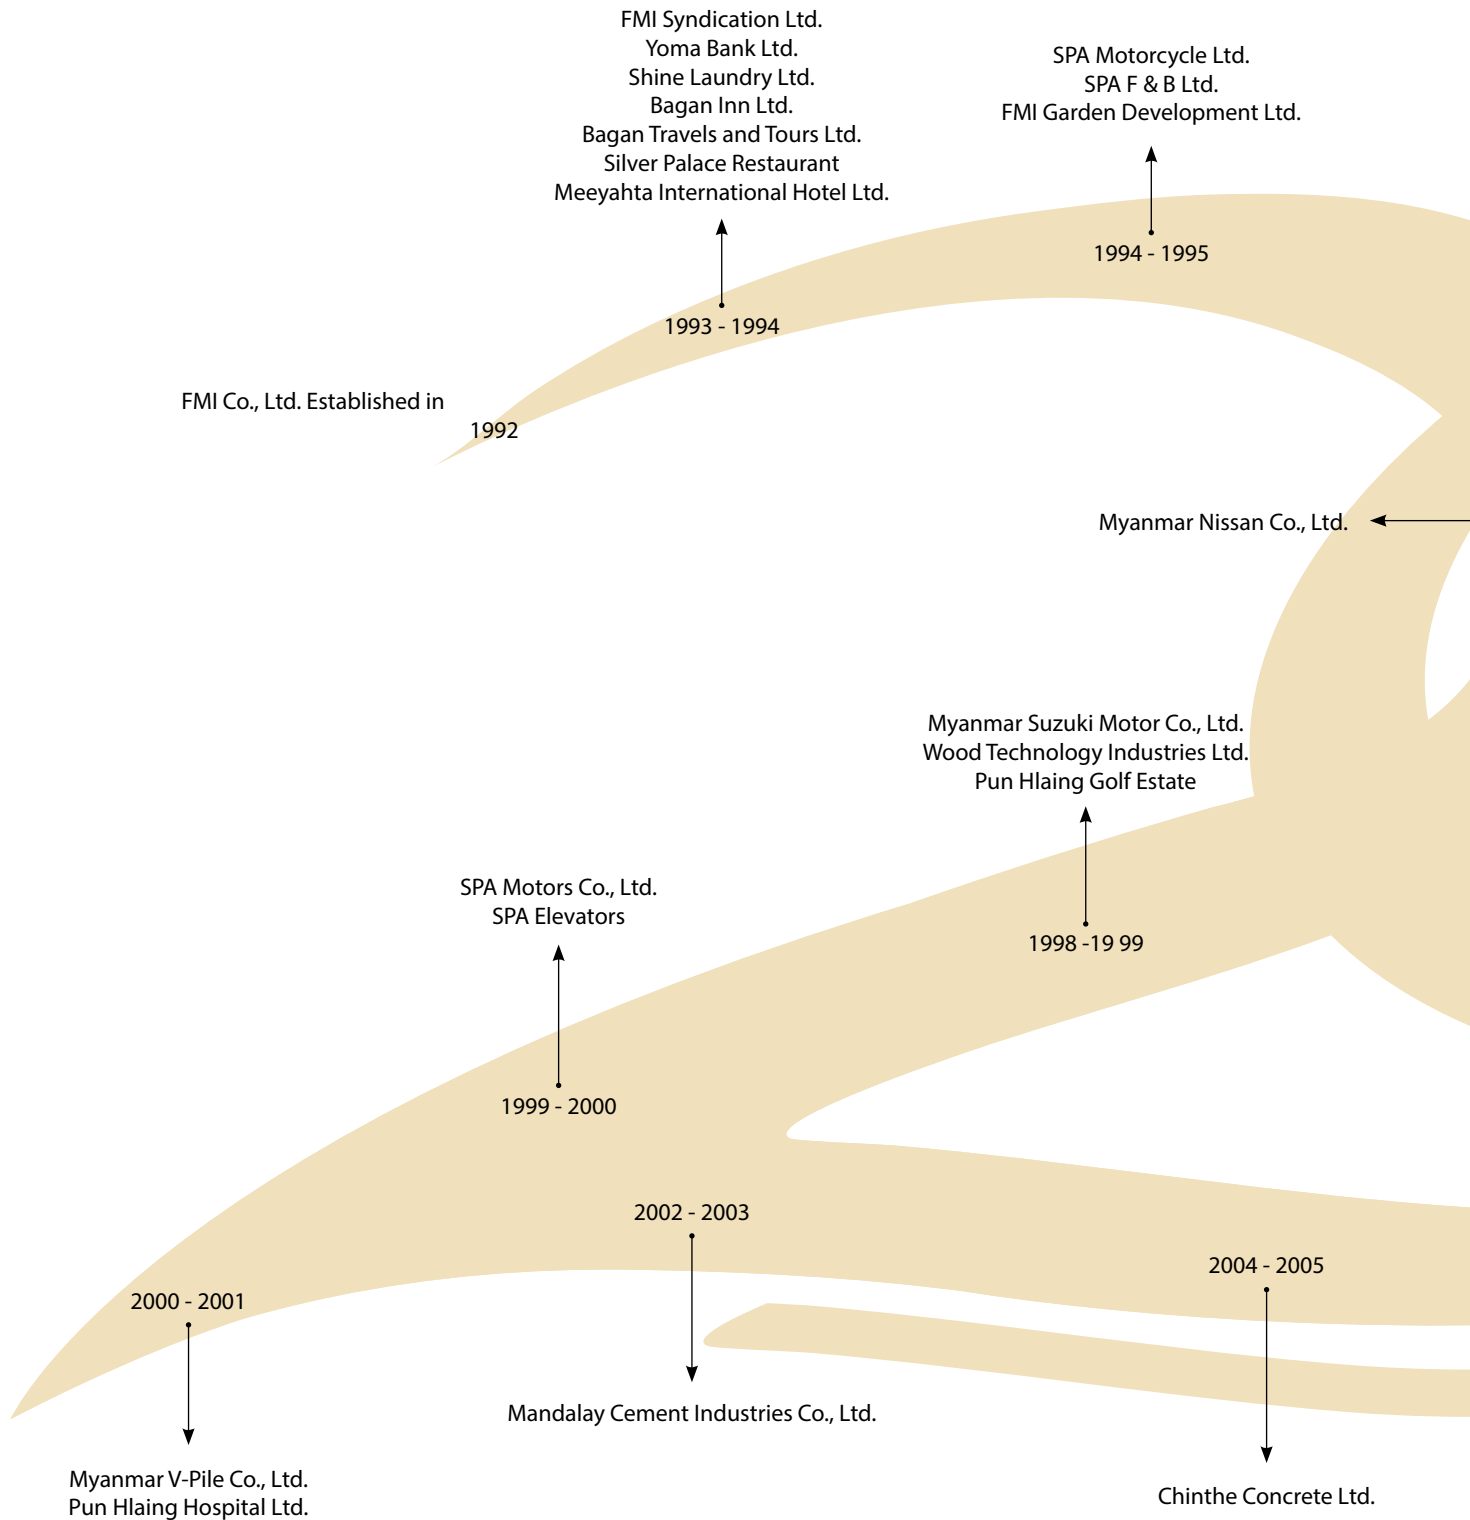 FMI Syndication Ltd.
Yoma Bank Ltd.
Shine Laundry Ltd.
Bagan Inn Ltd.
Bagan Travels and Tours Ltd.
Silver Palace Restaurant
Meeyahta International Hotel Ltd.
1993 - 1994
SPA Motorcycle Ltd.
SPA F & B Ltd.
FMI Garden Development Ltd.
1994 - 1995
FMI Co., Ltd. Established in
1992
Myanmar Nissan Co., Ltd.
Myanmar Suzuki Motor Co., Ltd.
Wood Technology Industries Ltd.
Pun Hlaing Golf Estate
1998 -19 99
SPA Motors Co., Ltd.
SPA Elevators
1999 - 2000
2002 - 2003
Mandalay Cement Industries Co., Ltd.
2004 - 2005
Chinthe Concrete Ltd.
2000 - 2001
Myanmar V-Pile Co., Ltd.
Pun Hlaing Hospital Ltd.